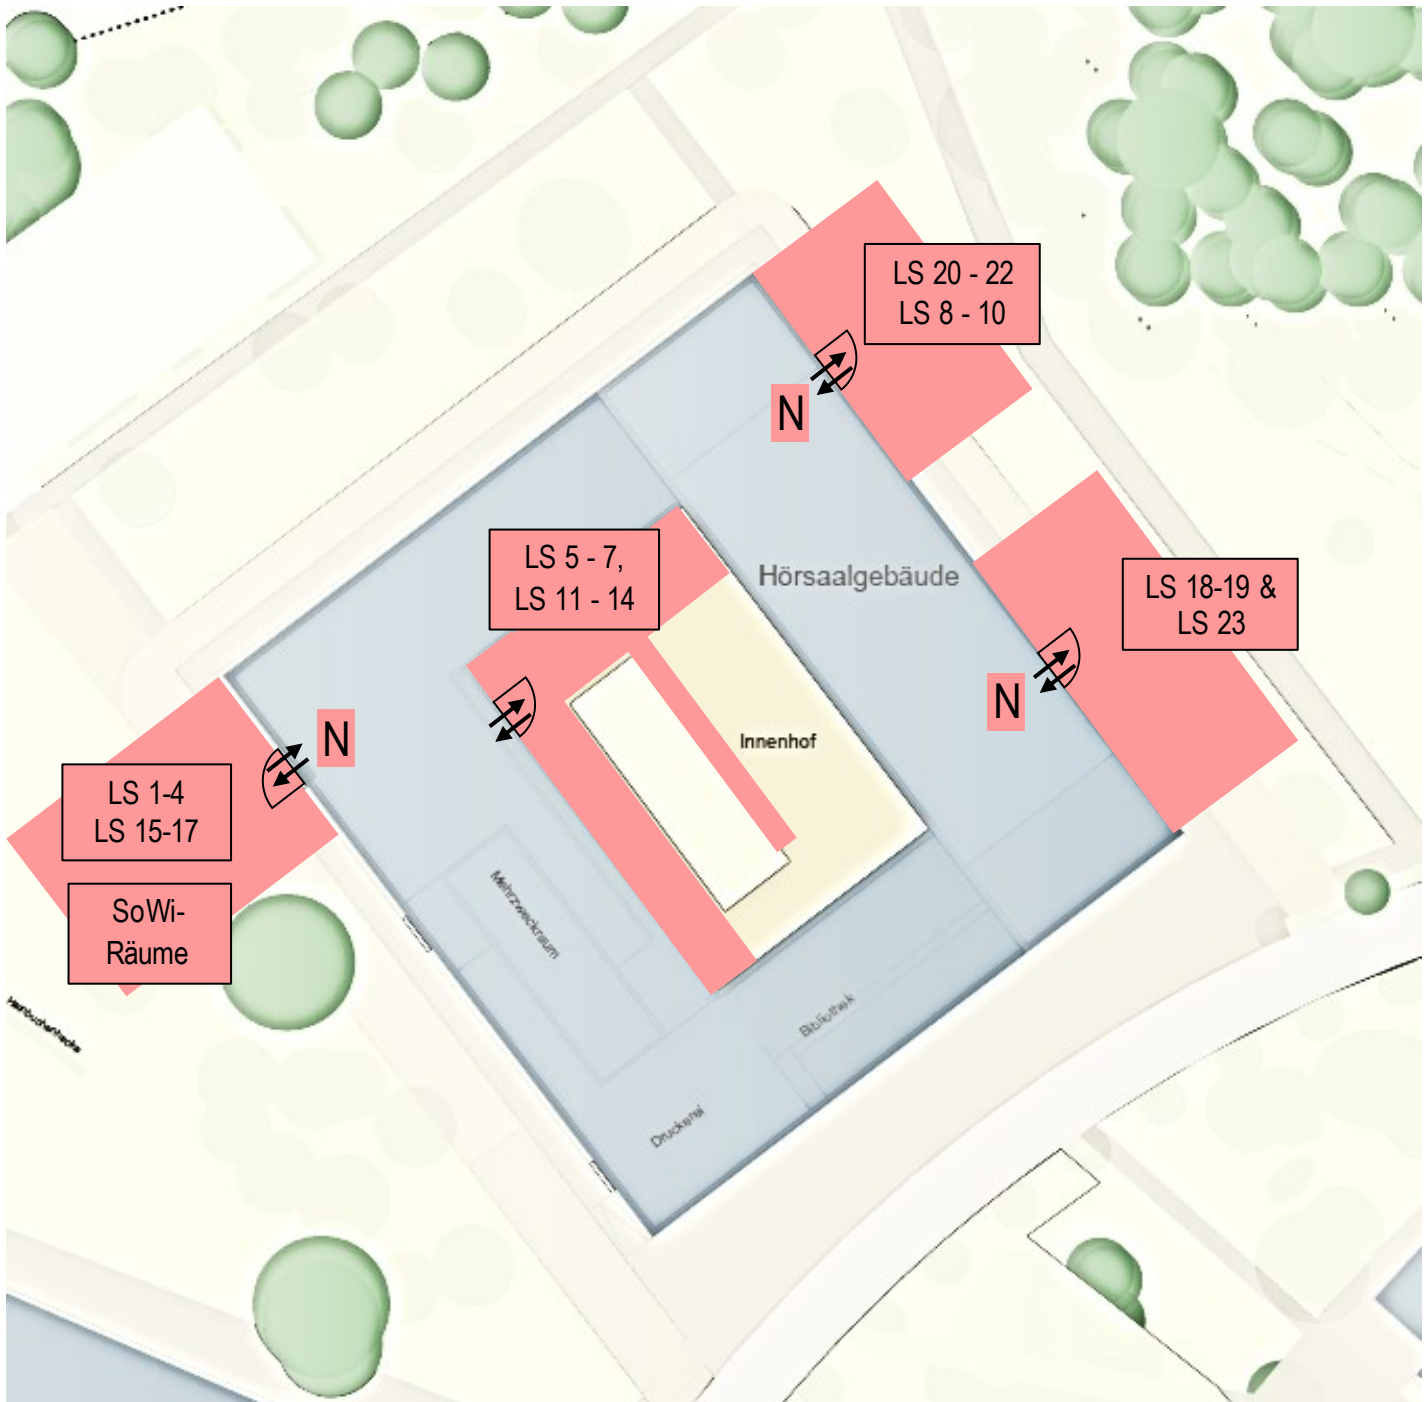 LS 20 - 22
LS 8 - 10
N
LS 5 - 7,
LS 11 - 14
Hörsaalgebäude
LS 18-19 &
LS 23
N
N
Innenhof
LS 1-4
LS 15-17
SoWi-
Räume
Mehrzweckraum
Bibliothek
Druckerei
Hainbuchenhecke